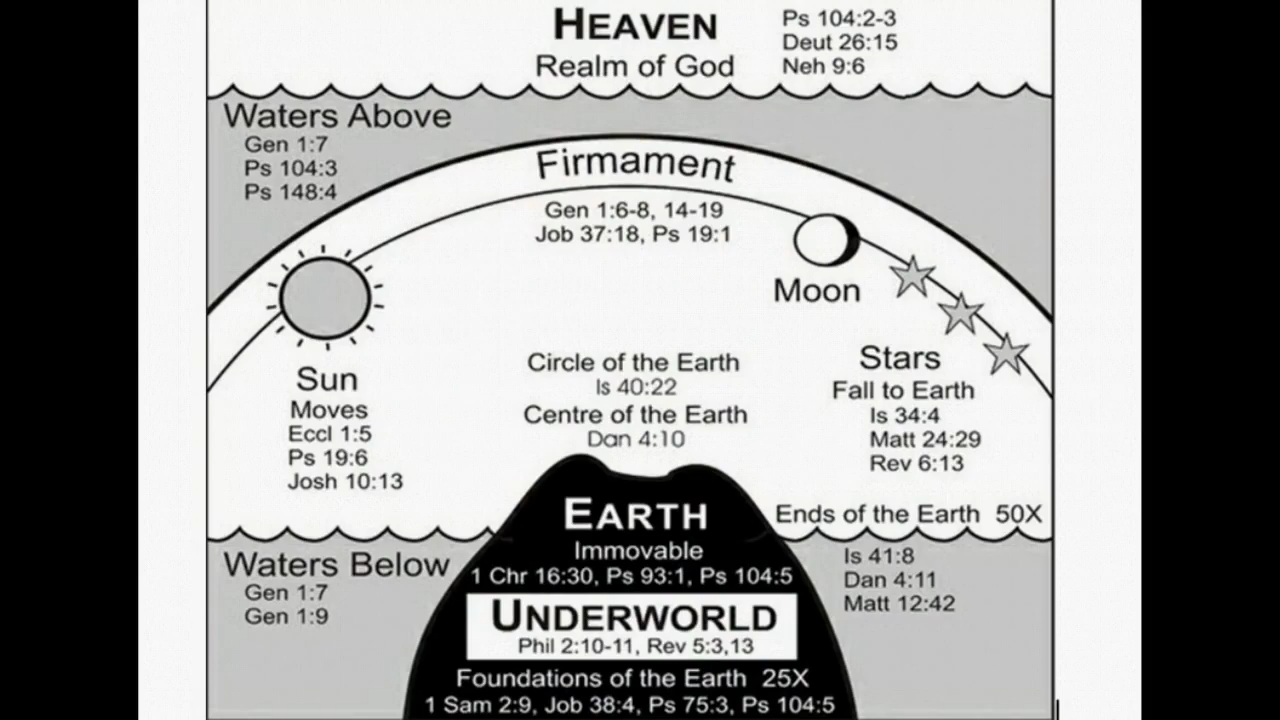 HEAVEN
Realm of God
Ps 104:2-3
Deut 26:15
Neh 9:6
Waters Above
Gen 1:7
Ps 104:3
Ps 148:4
Firmament
Gen 1:6-8, 14-19
Job 37:18, Ps 19:1
Moon
Sun
Moves
Eccl 1:5
Ps 19:6
Josh 10:13
Circle of the Earth
Is 40:22
Centre of the Earth
Dan 4:10
Stars
Fall to Earth
Is 34:4
Matt 24:29
Rev 6:13
Ends of the Earth 50X
Is 41:8
Dan 4:11
Matt 12:42
Waters Below
Gen 1:7
Gen 1:9
EARTH
Immovable
1 Chr 16:30, Ps 93:1, Ps 104:5
UNDERWORLD
Phil 2:10-11, Rev 5:3,13
Foundations of the Earth 25X
1 Sam 2:9, Job 38:4, Ps 75:3, Ps 104:5